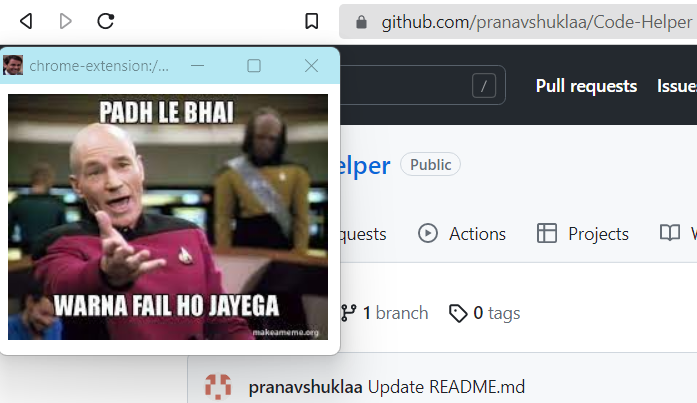 github.com/pranavshuklaa/Code-Helper
chrome-extension:/...
PADH LE BHAI
WARNA FAIL HO JAYEGA
makeameme.org
/
Pull requests
Issue
elper
Public
quests
Actions
Projects
W
1 branch
0 tags
pranavshuklaa Update README.md